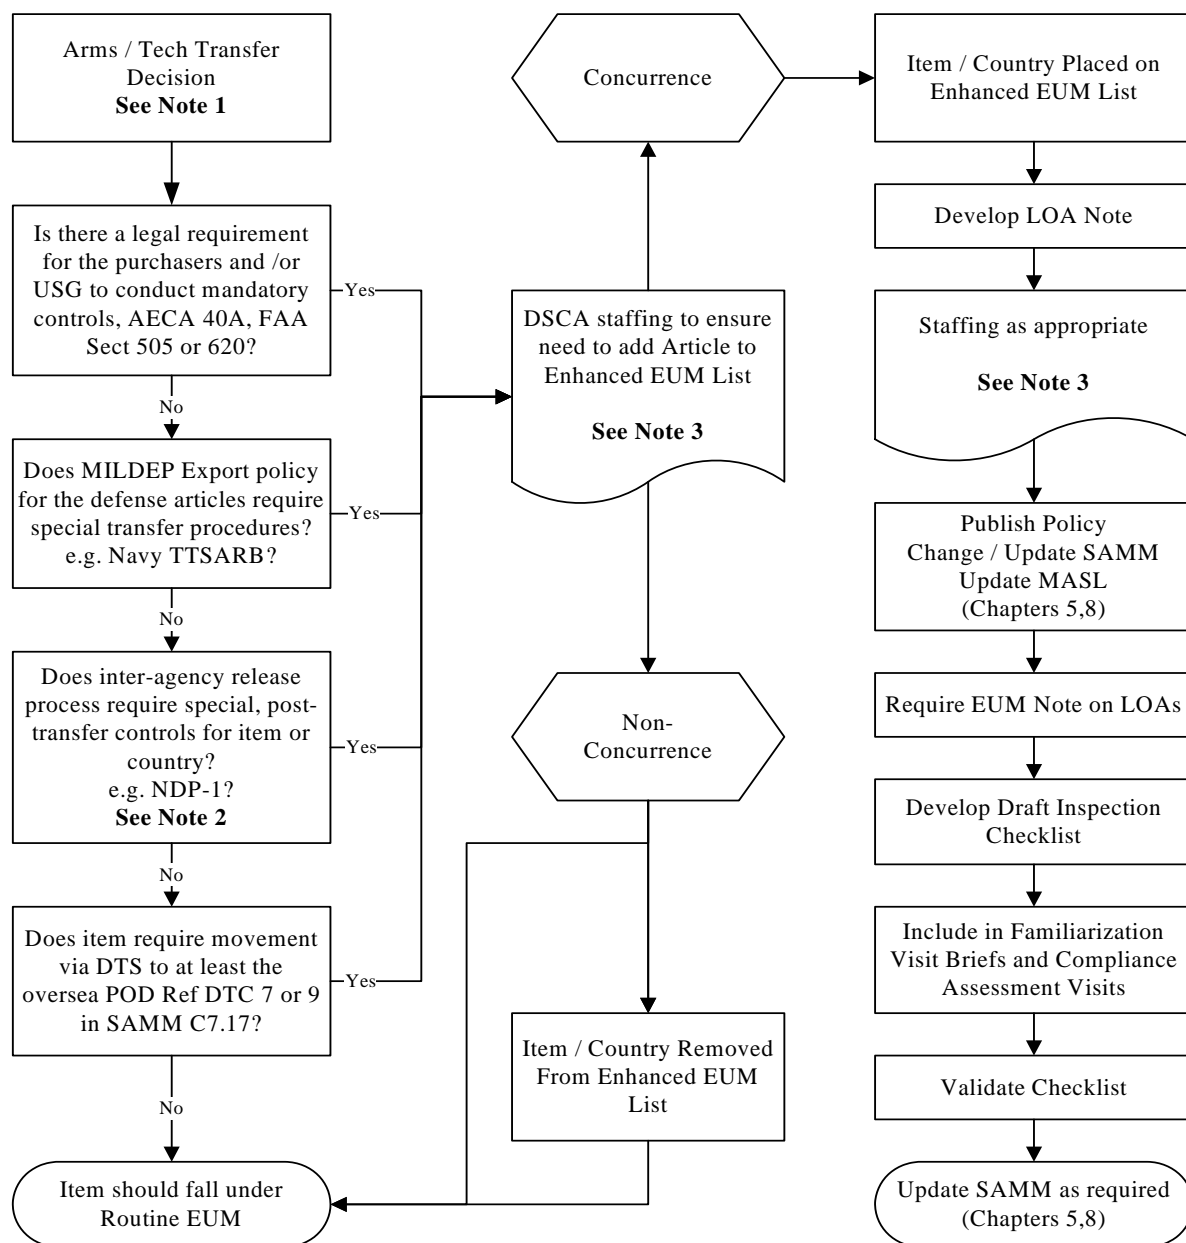 Arms / Tech Transfer
Decision
See Note 1
Is there a legal requirement
for the purchasers and /or
USG to conduct mandatory
controls, AECA 40A, FAA
Sect 505 or 620?
Yes
No
Does MILDEP Export policy
for the defense articles require
special transfer procedures?
e.g. Navy TTSARB?
Yes
No
Does inter-agency release
process require special, post-
transfer controls for item or
country?
e.g. NDP-1?
See Note 2
Yes
No
Does item require movement
via DTS to at least the
oversea POD Ref DTC 7 or 9
in SAMM C7.17?
Yes
No
Item should fall under
Routine EUM
Concurrence
DSCA staffing to ensure
need to add Article to
Enhanced EUM List
See Note 3
Non-
Concurrence
Item / Country Removed
From Enhanced EUM
List
Item / Country Placed on
Enhanced EUM List
Develop LOA Note
Staffing as appropriate
See Note 3
Publish Policy
Change / Update SAMM
Update MASL
(Chapters 5,8)
Require EUM Note on LOAs
Develop Draft Inspection
Checklist
Include in Familiarization
Visit Briefs and Compliance
Assessment Visits
Validate Checklist
Update SAMM as required
(Chapters 5,8)